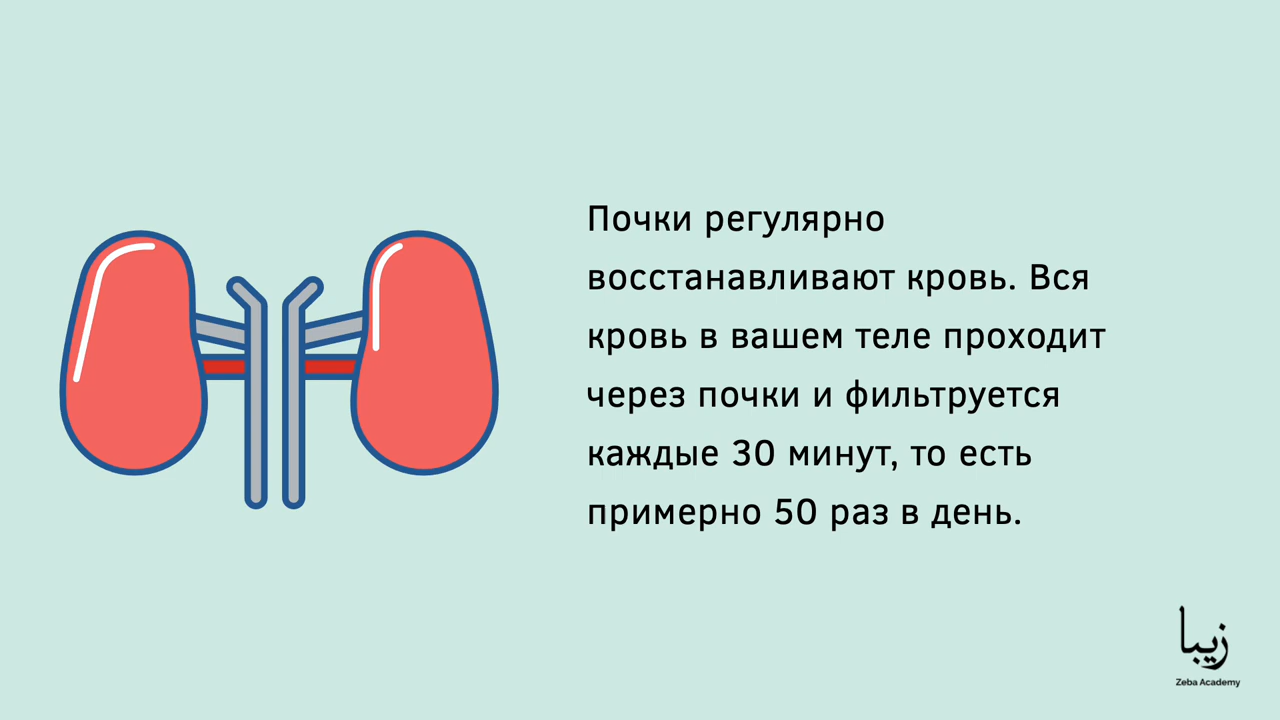 Почки регулярно
восстанавливают кровь. Вся
кровь в вашем теле проходит
через почки и фильтруется
каждые 30 минут, то есть
примерно 50 раз в день.
زیبا
Zeba Academy